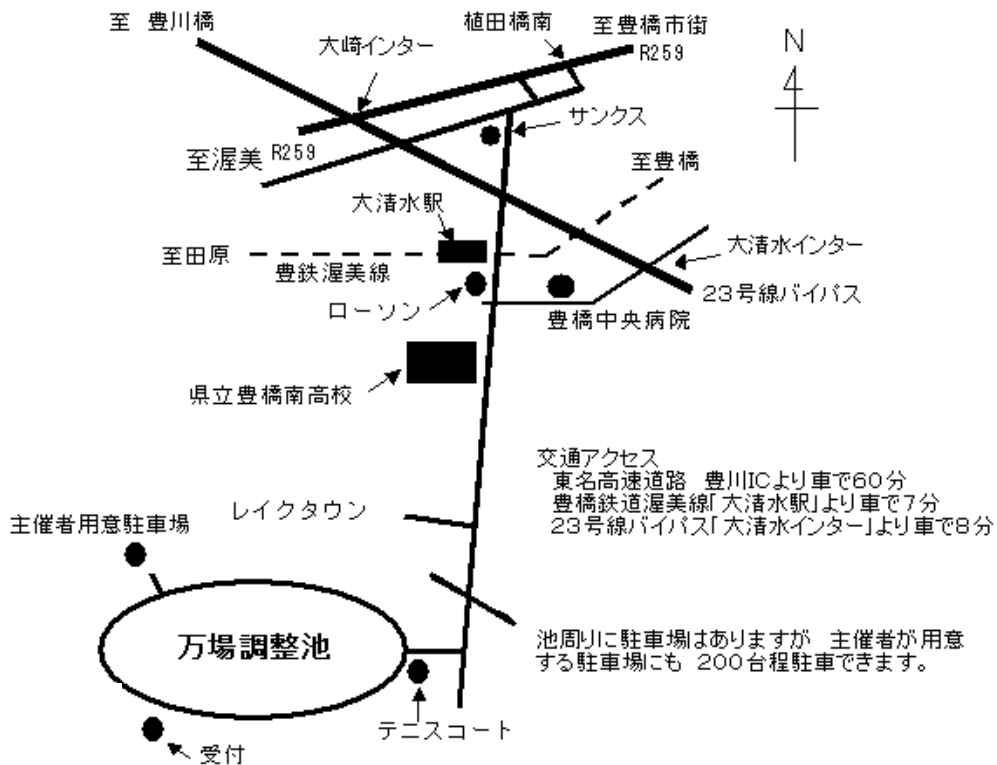 至 豊川橋
大崎インター
植田橋南
至豊橋市街
R259
N
サンクス
至渥美 R259
至豊橋
大清水駅
至田原
豊鉄渥美線
大清水インター
ローソン
23号線バイパス
豊橋中央病院
県立豊橋南高校
交通アクセス
東名高速道路 豊川ICより車で60分
豊橋鉄道渥美線「大清水駅」より車で7分
23号線バイパス「大清水インター」より車で8分
レイクタウン
主催者用意駐車場
万場調整池
池周りに駐車場はありますが 主催者が用意
する駐車場にも 200台程駐車できます。
テニスコート
受付